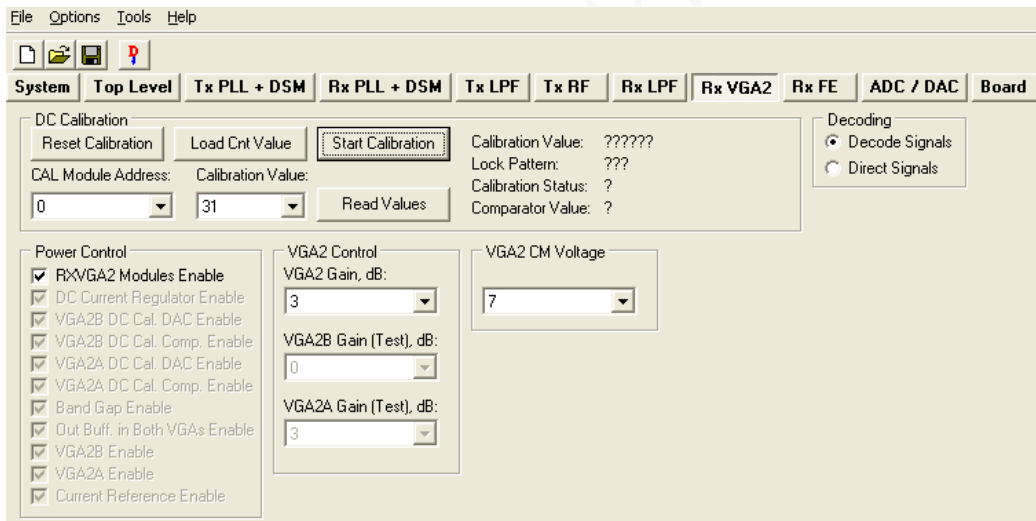 File Options Tools Help
System Top Level Tx PLL + DSM Rx PLL + DSM Tx LPF Tx RF Rx LPF Rx VGA2 Rx FE ADC / DAC Board
DC Calibration
Reset Calibration Load Cnt Value Start Calibration
CAL Module Address: Calibration Value:
0 31 Read Values
Calibration Value: ??????
Lock Pattern: ???
Calibration Status: ?
Comparator Value: ?
Decoding
Decode Signals
Direct Signals
Power Control
RXVGA2 Modules Enable
DC Current Regulator Enable
VGA2B DC Cal. DAC Enable
VGA2B DC Cal. Comp. Enable
VGA2A DC Cal. DAC Enable
VGA2A DC Cal. Comp. Enable
Band Gap Enable
Out Buff. in Both VGAs Enable
VGA2B Enable
VGA2A Enable
Current Reference Enable
VGA2 Control
VGA2 Gain, dB:
3
VGA2B Gain (Test), dB:
0
VGA2A Gain (Test), dB:
3
VGA2 CM Voltage
7